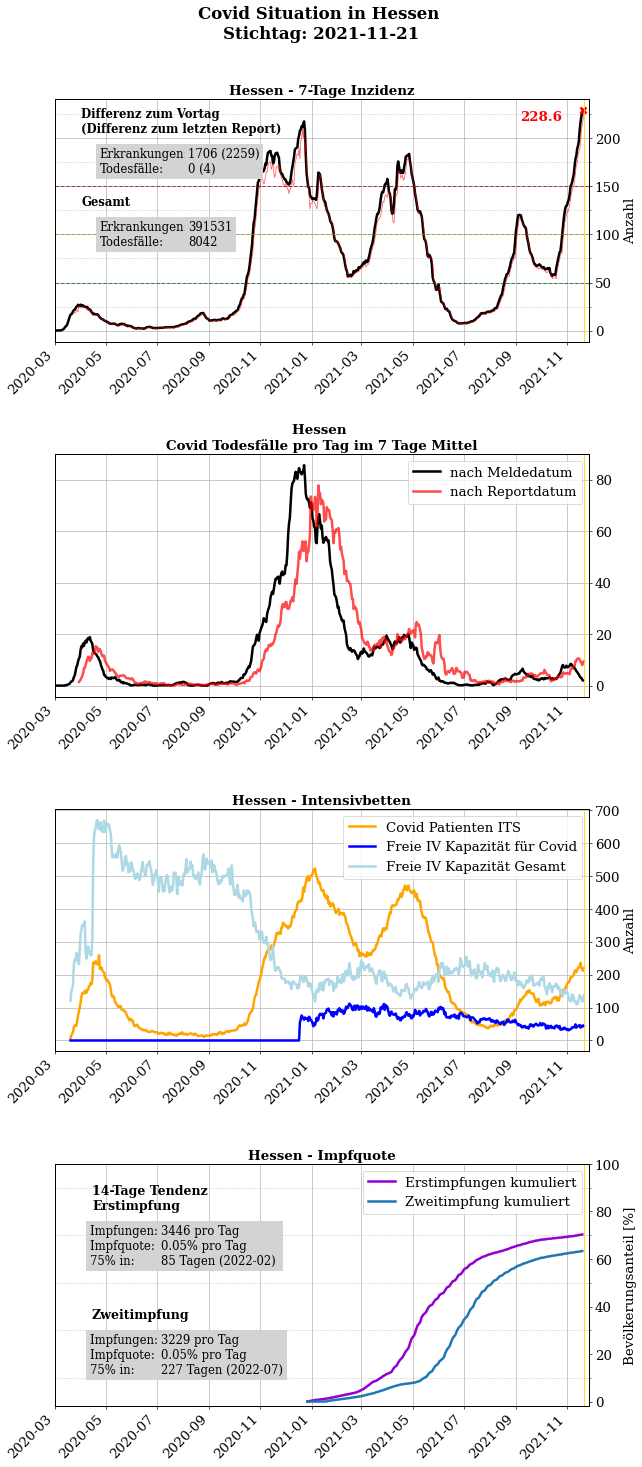 Covid Situation in Hessen
Stichtag: 2021-11-21
Hessen - 7-Tage Inzidenz
Differenz zum Vortag
(Differenz zum letzten Report)
Erkrankungen 1706 (2259)
Todesfälle: 0 (4)
Gesamt
Erkrankungen 391531
Todesfälle: 8042
228.6
200
150
100
50
0
Anzahl
2020-03
2020-05
2020-07
2020-09
2020-11
2021-01
2021-03
2021-05
2021-07
2021-09
2021-11
Hessen
Covid Todesfälle pro Tag im 7 Tage Mittel
nach Meldedatum
nach Reportdatum
80
60
40
20
0
2020-03
2020-05
2020-07
2020-09
2020-11
2021-01
2021-03
2021-05
2021-07
2021-09
2021-11
Hessen - Intensivbetten
Covid Patienten ITS
Freie IV Kapazität für Covid
Freie IV Kapazität Gesamt
700
600
500
400
300
200
100
0
Anzahl
2020-03
2020-05
2020-07
2020-09
2020-11
2021-01
2021-03
2021-05
2021-07
2021-09
2021-11
Hessen - Impfquote
14-Tage Tendenz
Erstimpfung
Impfungen: 3446 pro Tag
Impfquote: 0.05% pro Tag
75% in: 85 Tagen (2022-02)
Zweitimpfung
Impfungen: 3229 pro Tag
Impfquote: 0.05% pro Tag
75% in: 227 Tagen (2022-07)
Erstimpfungen kumuliert
Zweitimpfung kumuliert
100
80
60
40
20
0
Bevölkerungsanteil [%]
2020-03
2020-05
2020-07
2020-09
2020-11
2021-01
2021-03
2021-05
2021-07
2021-09
2021-11